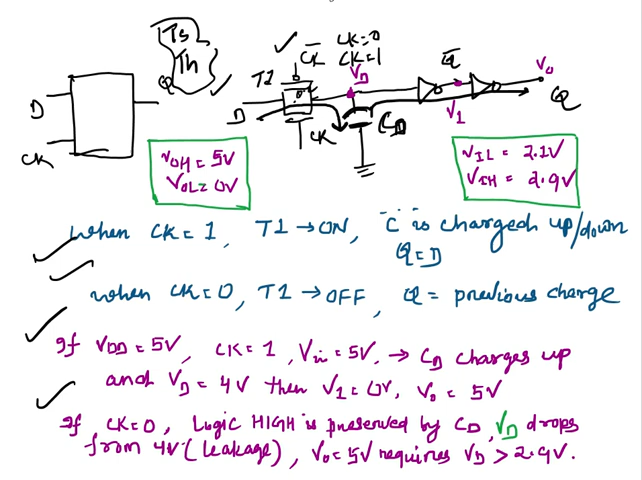 Ts
Th
CK
CK=0
CK=1
D
Q
CK
T1
D
CK
VD
CD
Q
V1
Vo
Q
VOH = 5V
VOL = 0V
VIL = 2.1V
VIH = 2.9V
When CK = 1, T1 → ON, C is charged up/down
Q = D
when CK = 0, T1 → OFF, Q = previous charge
If VDD = 5V, CK = 1, Vin = 5V, → CD charges up
and VD = 4V then V1 = 0V, Vo = 5V
If CK=0, Logic HIGH is preserved by CD, VD drops
from 4V (leakage), Vo = 5V requires VD > 2.9V.